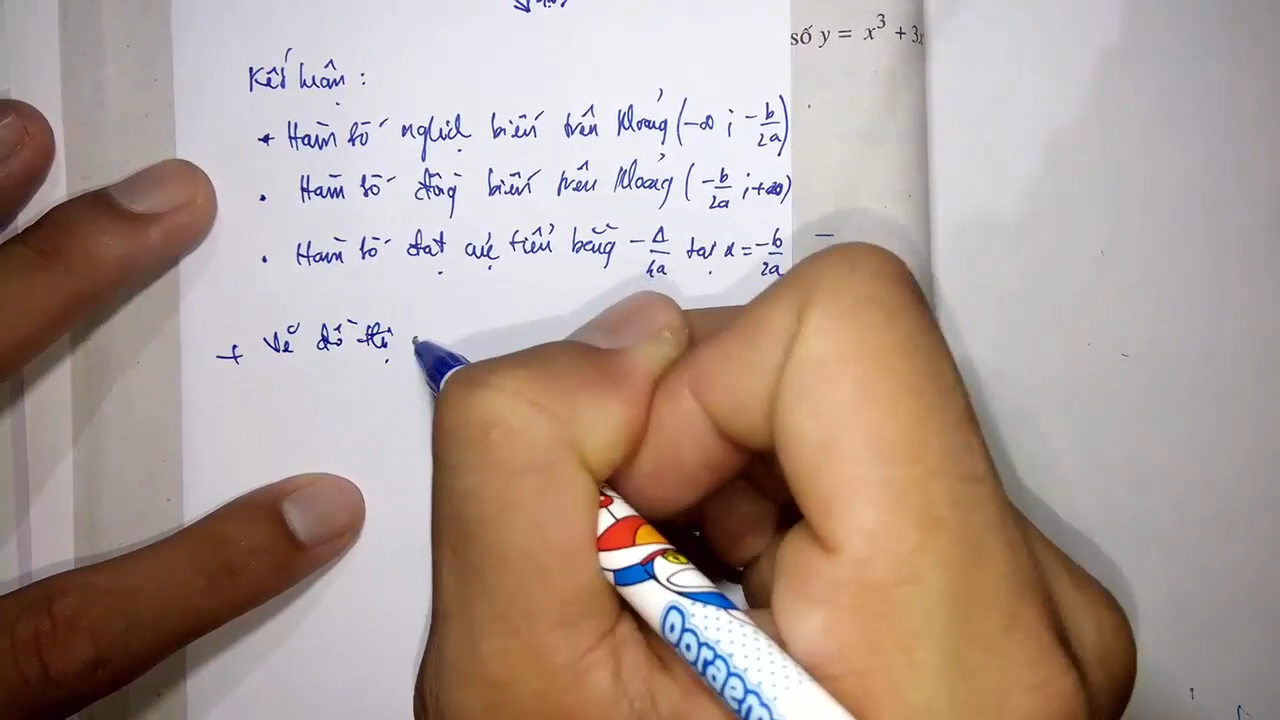 số y = x³ + 3x
Kết luận :
• Hàm số nghịch biến trên khoảng (-∞ ; -b/2a)
• Hàm số đồng biến trên khoảng (-b/2a ; +∞)
• Hàm số đạt cực tiểu bằng -Δ/4a tại x = -b/2a
+ Vẽ đồ thị
Doraem